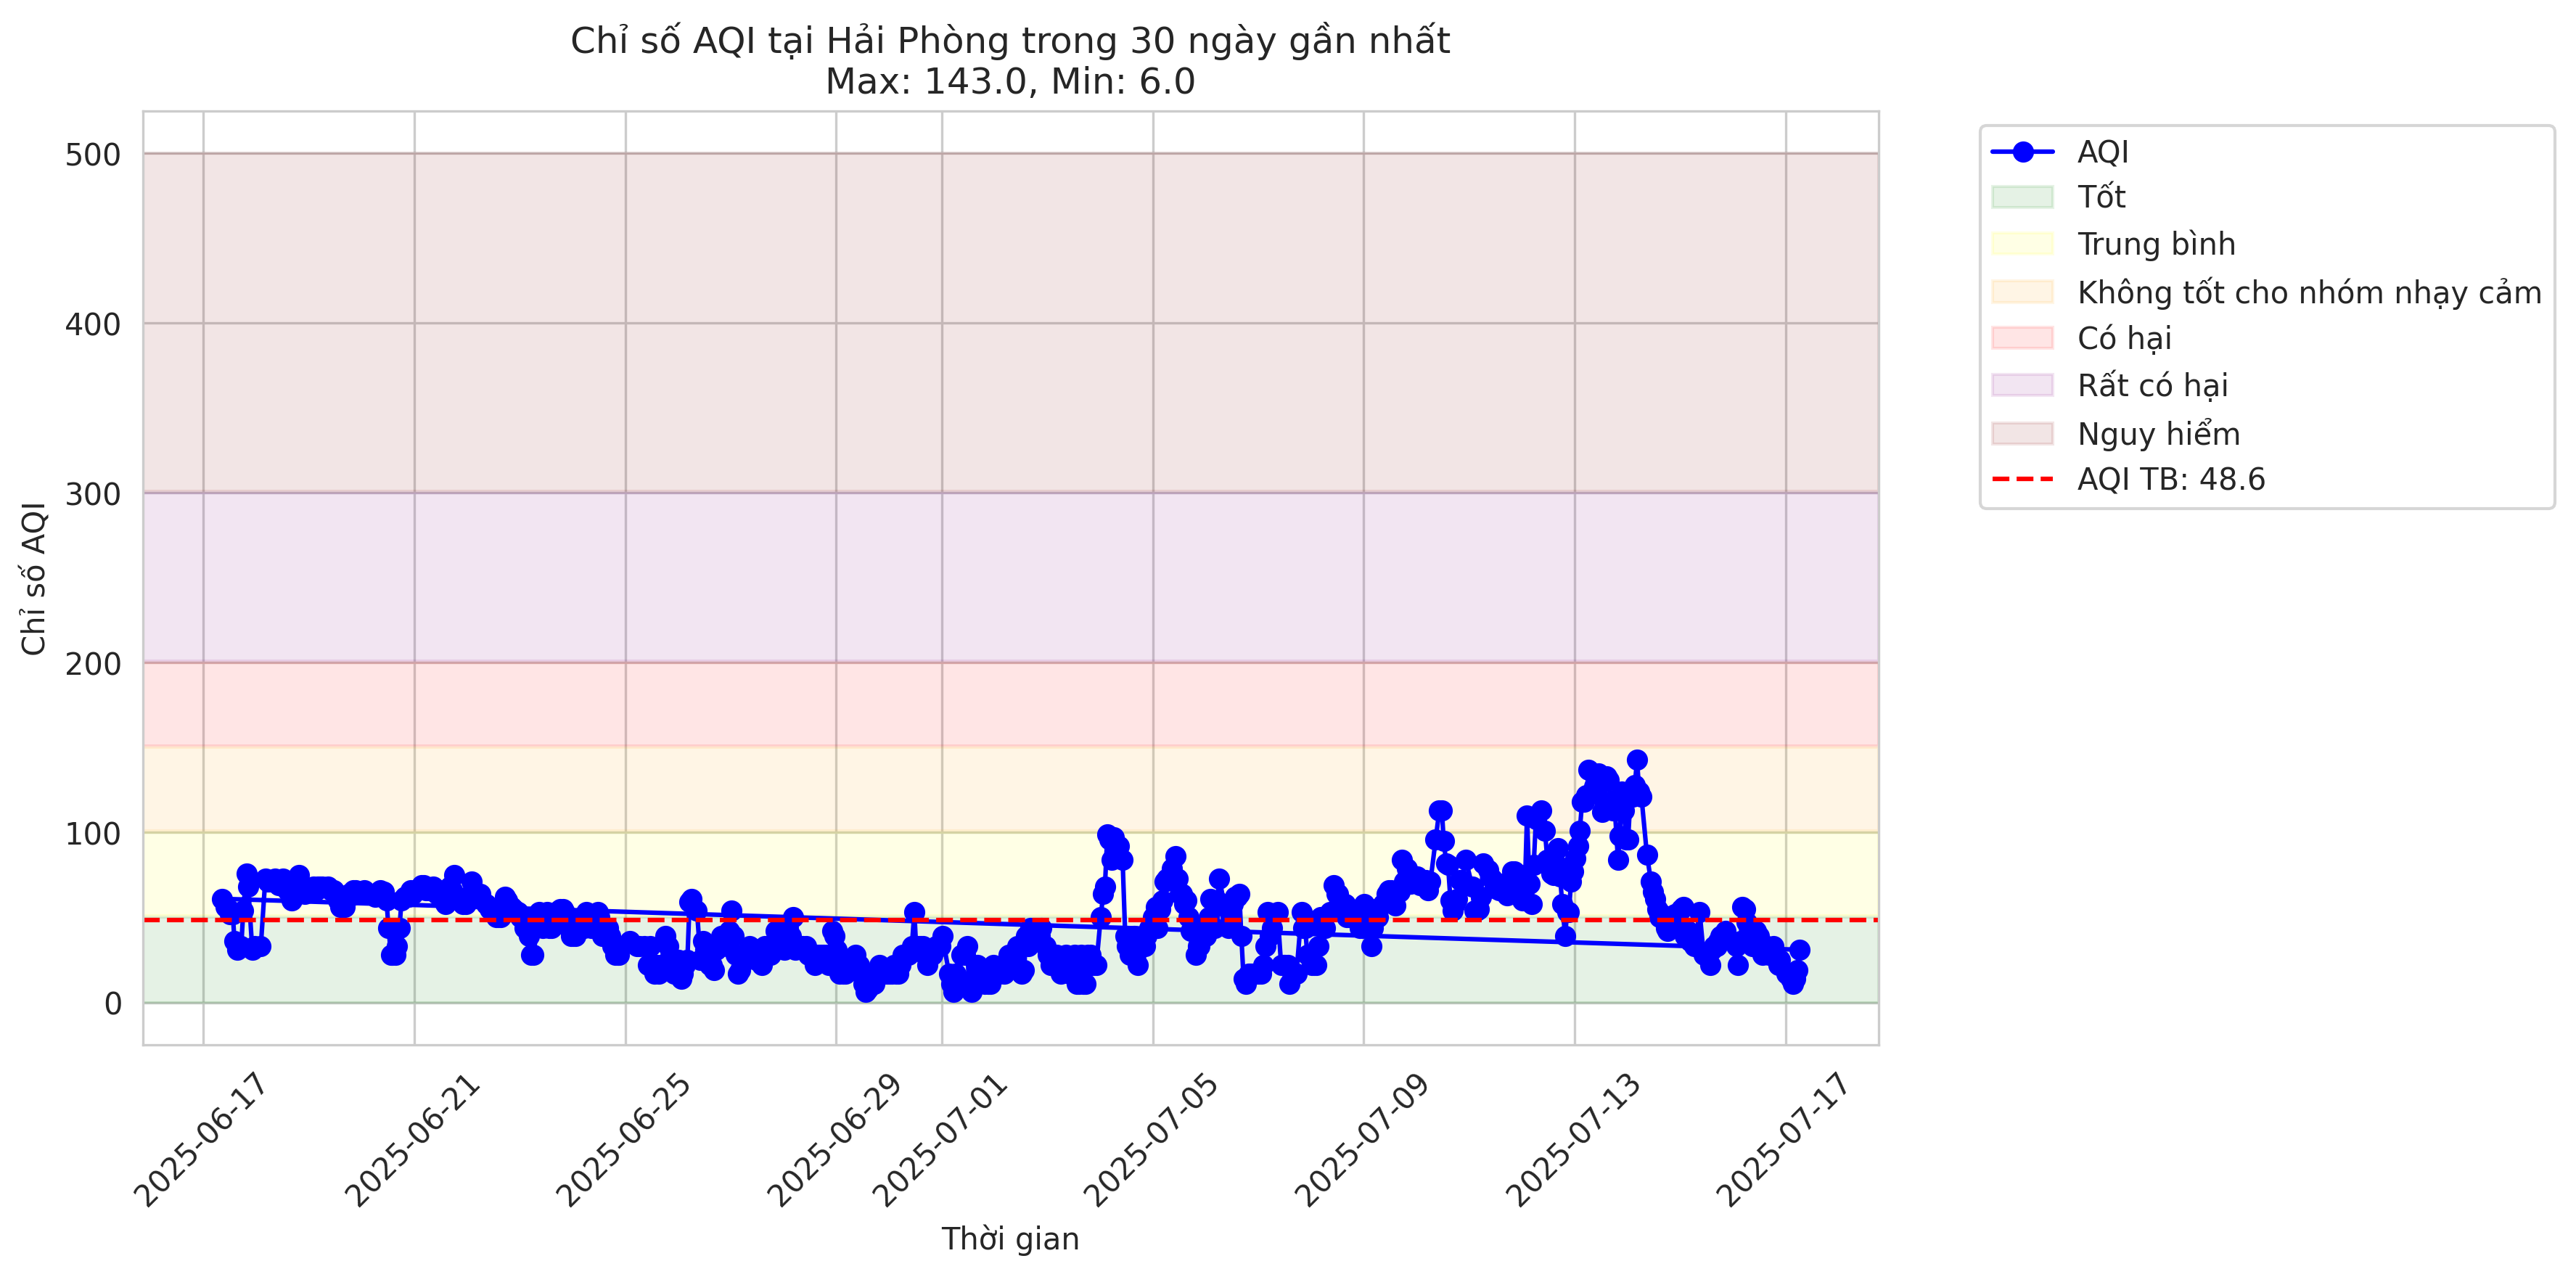 Chỉ số AQI tại Hải Phòng trong 30 ngày gần nhất
Max: 143.0, Min: 6.0
Chỉ số AQI
500
400
300
200
100
0
2025-06-17
2025-06-21
2025-06-25
2025-06-29
2025-07-01
2025-07-05
2025-07-09
2025-07-13
2025-07-17
Thời gian
AQI
Tốt
Trung bình
Không tốt cho nhóm nhạy cảm
Có hại
Rất có hại
Nguy hiểm
AQI TB: 48.6